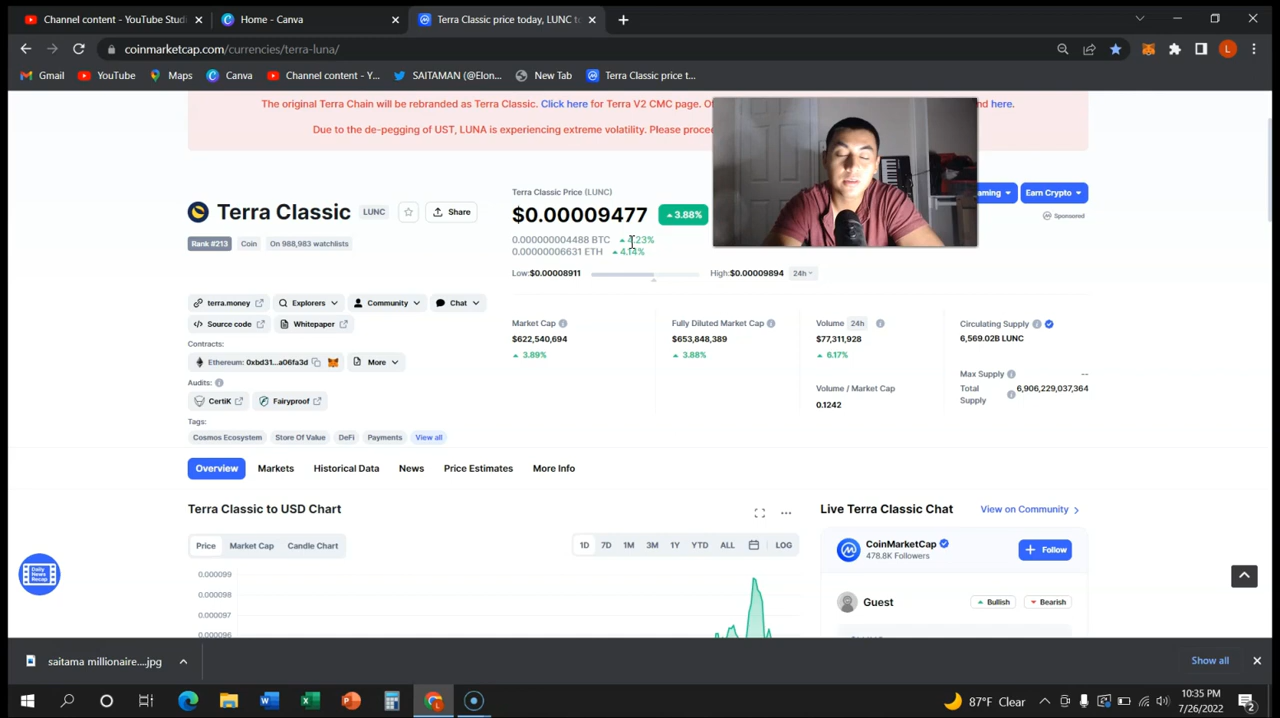 Channel content - YouTube Studi
Home - Canva
Terra Classic price today, LUNC to
coinmarketcap.com/currencies/terra-luna/
L
Gmail
YouTube
Maps
Canva
Channel content - Y...
SAITAMAN (@Elon...
New Tab
Terra Classic price t...
The original Terra Chain will be rebranded as Terra Classic. Click here for Terra V2 CMC page.
nd here.
Due to the de-pegging of UST, LUNA is experiencing extreme volatility. Please
Terra Classic
LUNC
Share
Rank #213
Coin
On 988,983 watchlists
Terra Classic Price (LUNC)
$0.00009477
3.88%
0.000000004488 BTC
0.00000006631 ETH
4.14%
Low:$0.00008911
High:$0.00009894
24h
aming
Earn Crypto
Sponsored
terra.money
Explorers
Community
Chat
Source code
Whitepaper
Contracts:
Ethereum: 0xbd31...a06fa3d
More
Audits:
CertiK
Fairyproof
Tags:
Cosmos Ecosystem
Store Of Value
DeFi
Payments
View all
Market Cap
$622,540,694
3.89%
Fully Diluted Market Cap
$653,848,389
3.88%
Volume 24h
$77,311,928
6.17%
Volume / Market Cap
0.1242
Circulating Supply
6,569.02B LUNC
Max Supply
--
Total Supply
6,906,229,037,364
Overview
Markets
Historical Data
News
Price Estimates
More Info
Terra Classic to USD Chart
Price
Market Cap
Candle Chart
1D
7D
1M
3M
1Y
YTD
ALL
LOG
0.000099
0.000098
0.000097
0.000096
Live Terra Classic Chat
View on Community
CoinMarketCap
478.8K Followers
+ Follow
Guest
Bullish
Bearish
Daily
News
Recap
saitama millionaire....jpg
Show all
87°F Clear
10:35 PM
7/26/2022
2